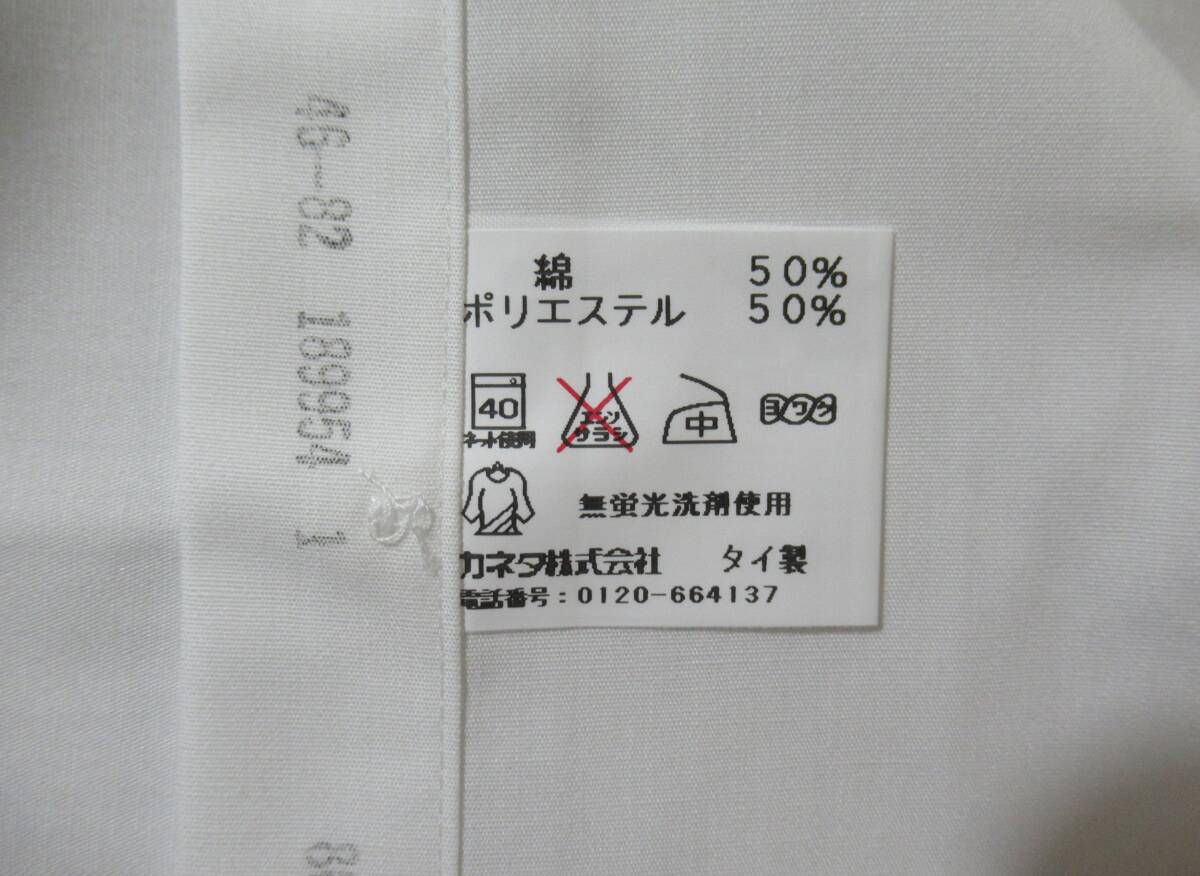 46-82 18995４ 1
綿 50%
ポリエステル 50%
40
ネット使用
エンソ
サラシ
中
ヨワク
無蛍光洗剤使用
カネタ株式会社 タイ製
電話番号:0120-664137